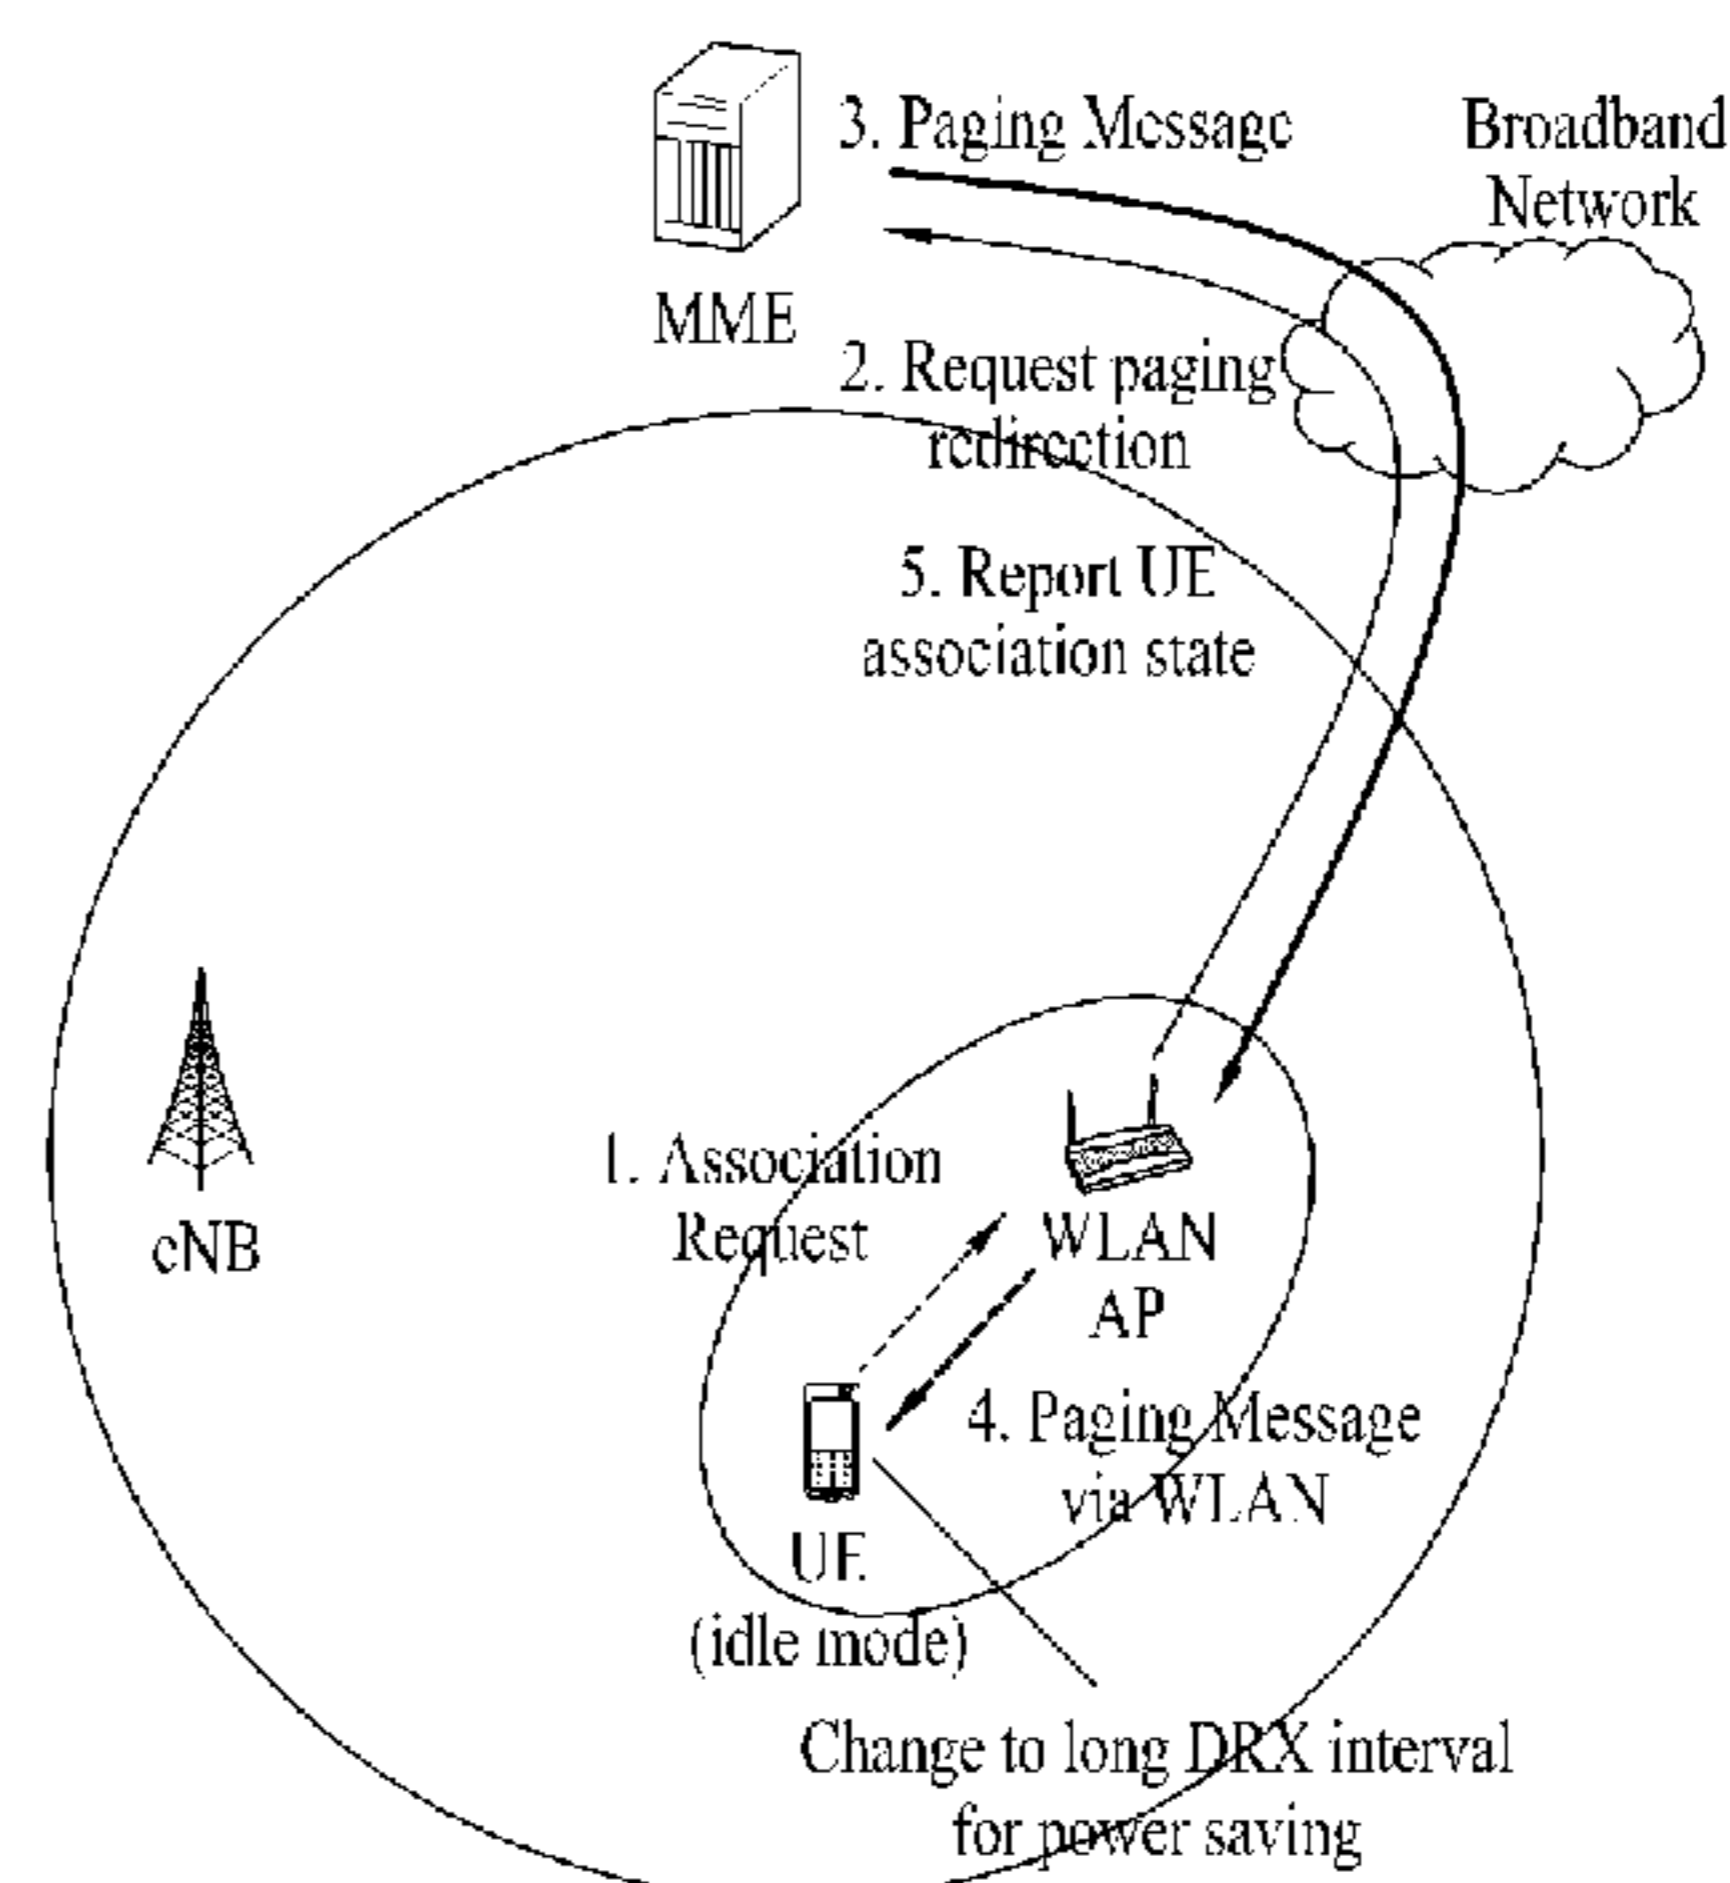 3. Paging Message
Broadband
Network
MME
2. Request paging
redirection
5. Report UE
association state
1. Association
Request
eNB
WLAN
AP
4. Paging Message
via WLAN
UE
(idle mode)
Change to long DRX interval
for power saving